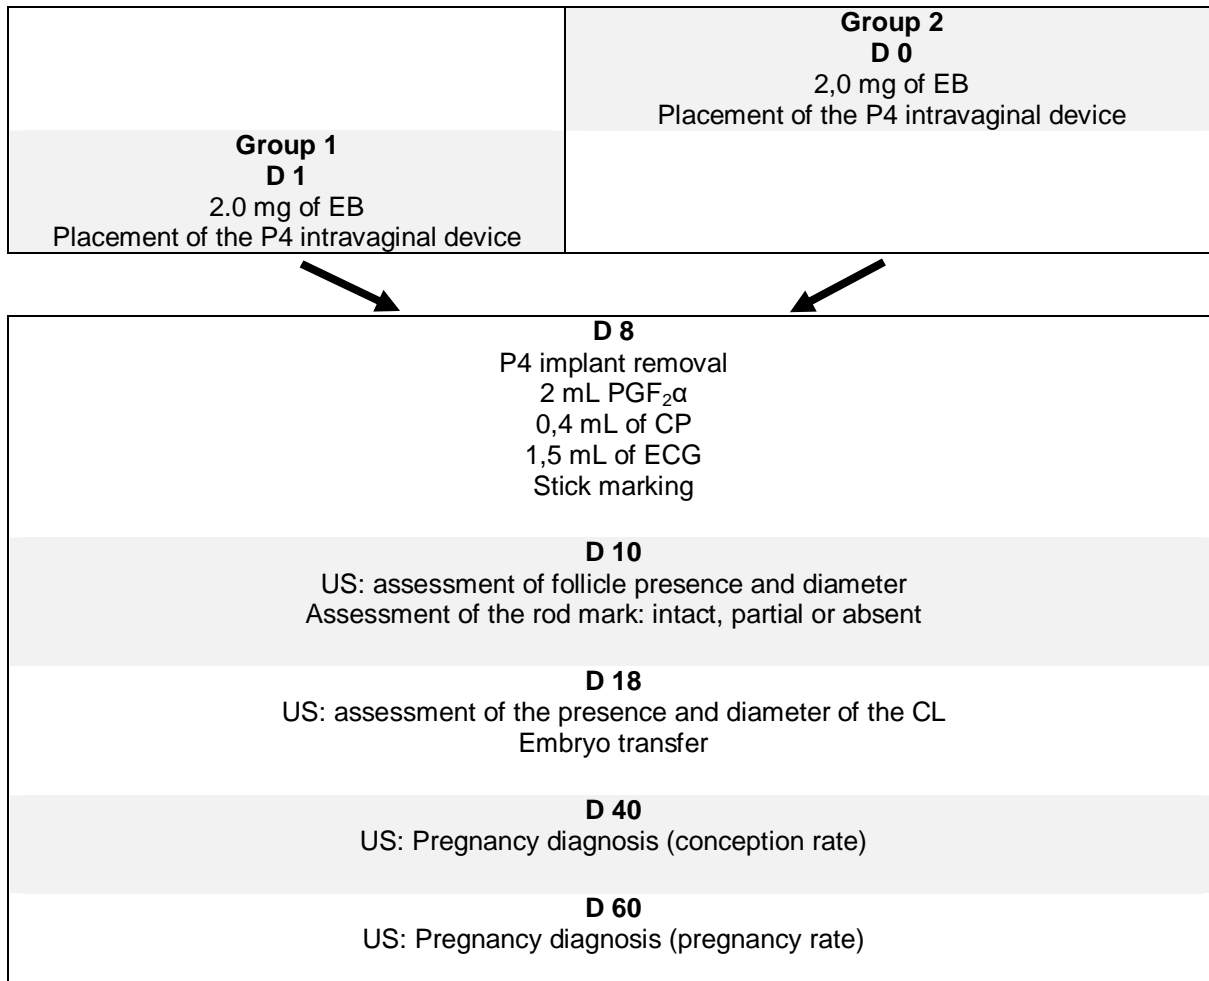 Group 2
D 0
2,0 mg of EB
Placement of the P4 intravaginal device
Group 1
D 1
2.0 mg of EB
Placement of the P4 intravaginal device
D 8
P4 implant removal
2 mL PGF₂α
0,4 mL of CP
1,5 mL of ECG
Stick marking
D 10
US: assessment of follicle presence and diameter
Assessment of the rod mark: intact, partial or absent
D 18
US: assessment of the presence and diameter of the CL
Embryo transfer
D 40
US: Pregnancy diagnosis (conception rate)
D 60
US: Pregnancy diagnosis (pregnancy rate)